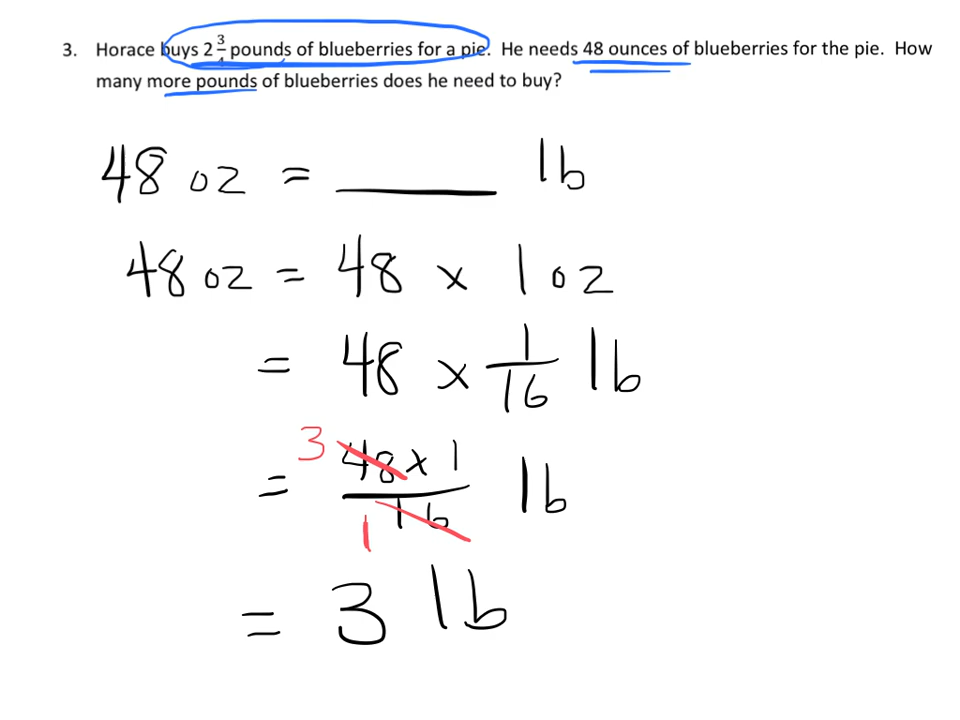 3. Horace buys 2 3/4 pounds of blueberries for a pie. He needs 48 ounces of blueberries for the pie. How
many more pounds of blueberries does he need to buy?
48 oz = ____ lb
48 oz = 48 x 1 oz
= 48 x 1/16 lb
= 3 48 x 1 / 1 16 lb
= 3 lb